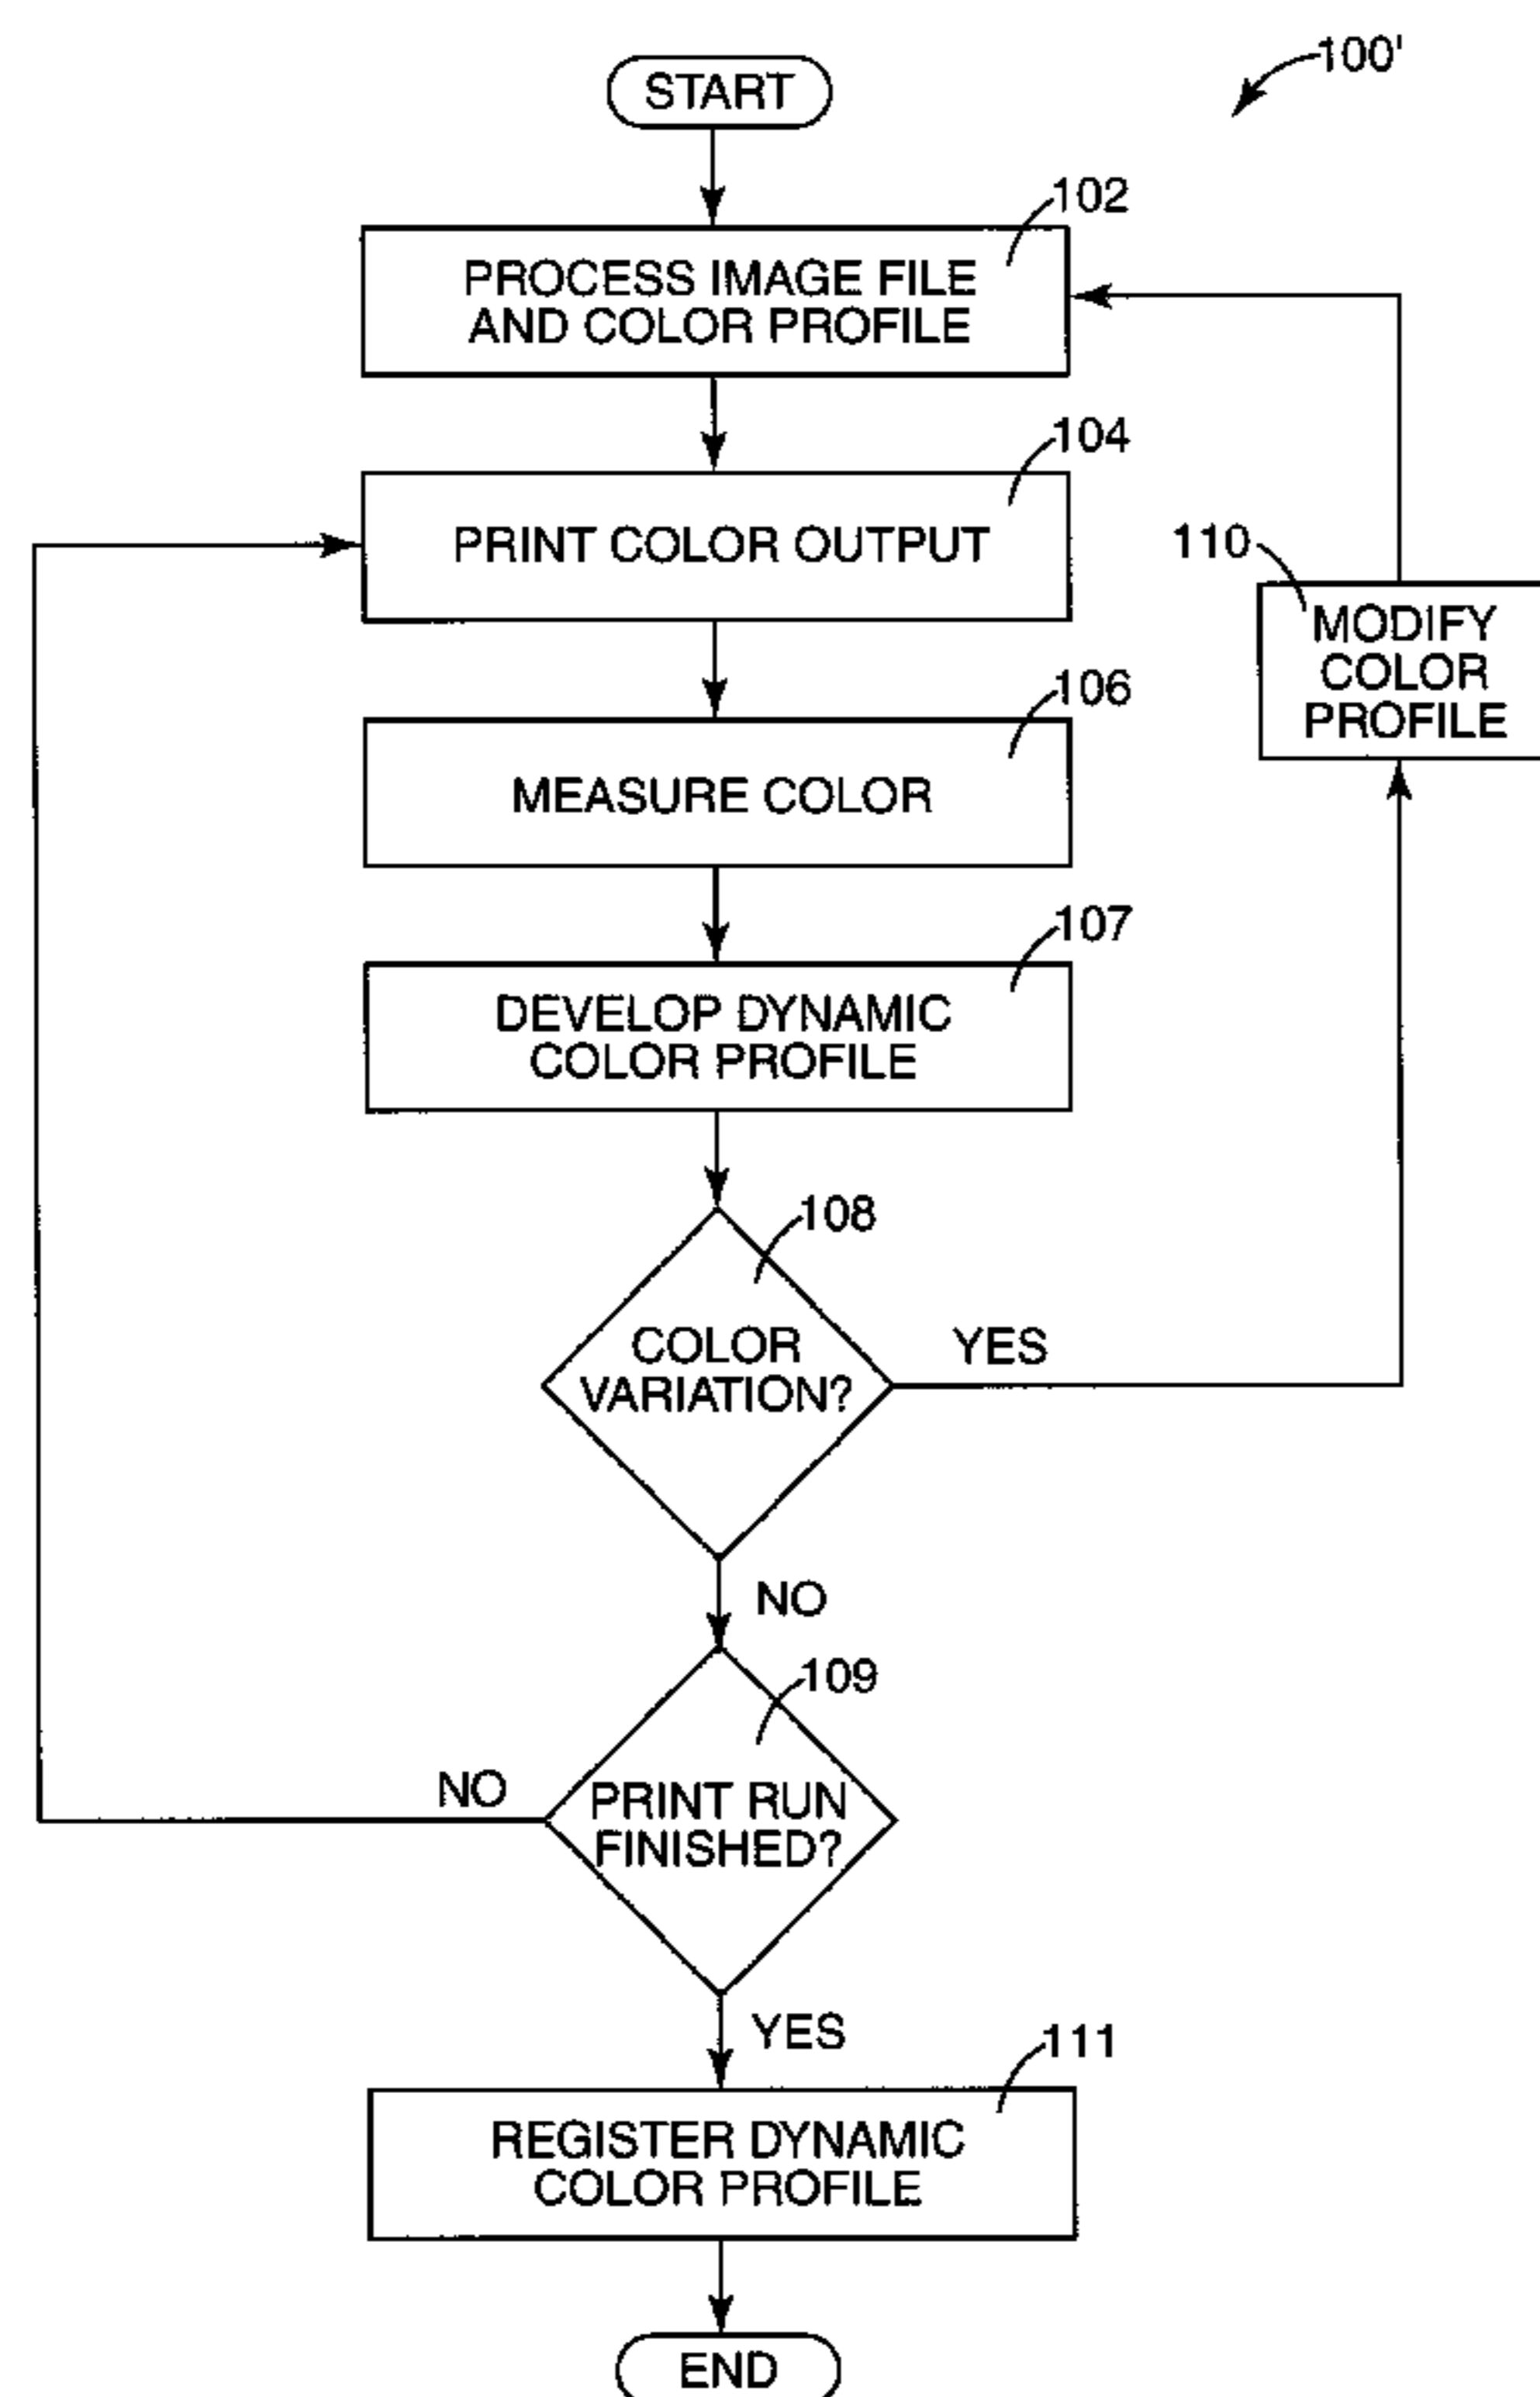 100'
START
102
PROCESS IMAGE FILE
AND COLOR PROFILE
104
PRINT COLOR OUTPUT
110
MODIFY
COLOR
PROFILE
106
MEASURE COLOR
107
DEVELOP DYNAMIC
COLOR PROFILE
108
COLOR
VARIATION?
YES
NO
109
PRINT RUN
FINISHED?
NO
YES
111
REGISTER DYNAMIC
COLOR PROFILE
END